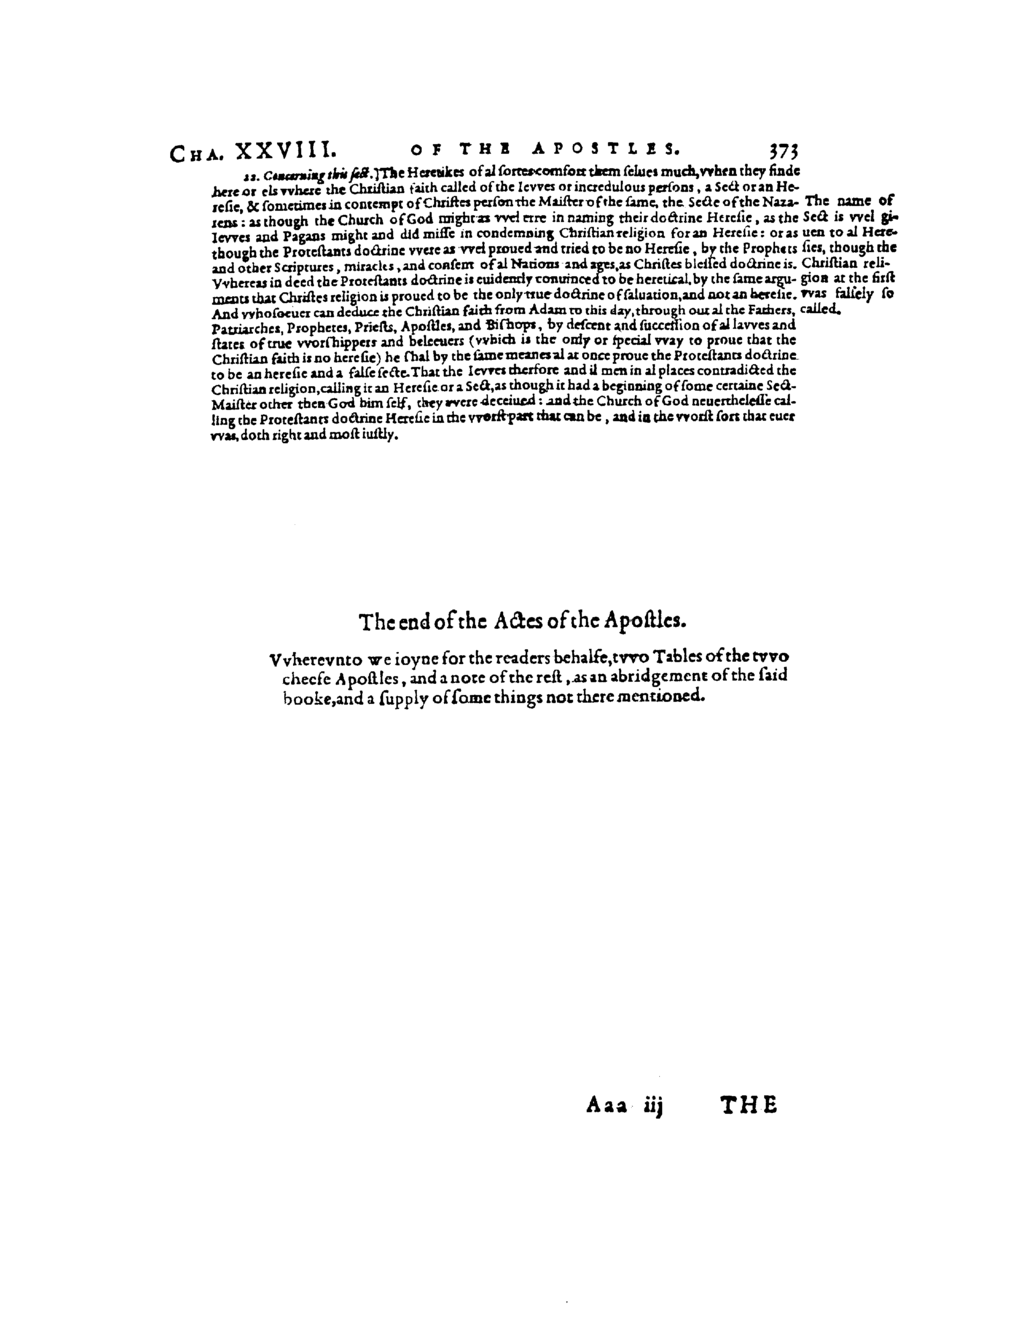 CHA. XXVIII. OF THE APOSTLES. 373
22. Concerning this sect.] The Heretikes of al sortes comfort them selues much, vvhen they finde
here or els vvhere the Christian faith called of the Ievves or incredulous persons, a Sect or an He-
resie, & sometimes in contempt of Christes person the Maister of the same, the Secte of the Naza-
rens: as though the Church of God might as vvel erre in naming their doctrine Heresie, as the
Ievves and Pagans might and did misse in condemning Christian religion for an Heresie: or as
though the Protestants doctrine vvere as vvel proued and tried to be no Heresie, by the Prophets
and other Scriptures, miracles, and consent of al Nations and ages, as Christes blessed doctrine is.
Vvhereas in deed the Protestants doctrine is euidently conuinced to be heretical, by the same argu-
ments that Christes religion is proued to be the only true doctrine of saluation, and not an heresie.
And vvhosoeuer can deduce the Christian faith from Adam to this day, through out al the Fathers,
Patriarches, Prophetes, Priests, Apostles, and Bishops, by descent and succession of al lavves and
states of true vvorshippers and beleeuers (vvhich is the only or special vvay to proue that the
Christian faith is no heresie) he shal by the same meanes al at once proue the Protestants doctrine
to be an heresie and a false secte. That the Ievves therfore and il men in al places contradicted the
Christian religion, calling it an Heresie or a Sect, as though it had a beginning of some certaine Sect-
Maister other then God him self, they vvere deceiued: and the Church of God neuerthelesse cal-
ling the Protestants doctrine Heresie in the vvorst part that can be, and in the vvorst sort that euer
vvas, doth right and most iustly.
The name of
Sect is vvel gi-
uen to al Here-
sies, though the
Christian reli-
gion at the first
vvas falsely so
called.
The end of the Actes of the Apostles.
Vvherevnto we ioyne for the readers behalfe, tvvo Tables of the tvvo
cheefe Apostles, and a note of the rest, as an abridgement of the said
booke, and a supply of some things not there mentioned.
Aaa iij THE